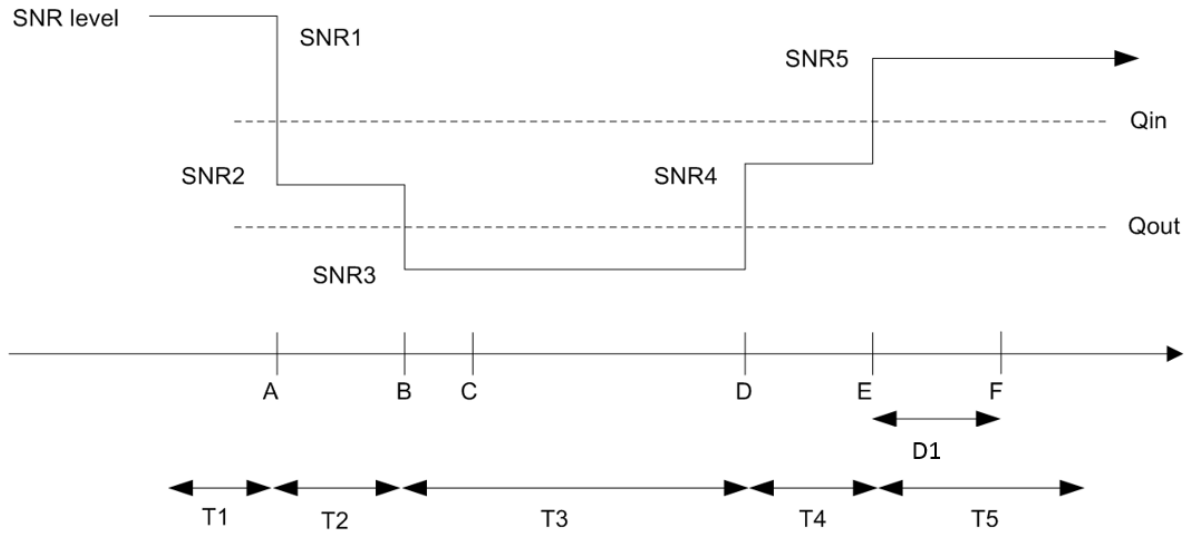 SNR level
SNR1
SNR5
Qin
SNR2
SNR4
Qout
SNR3
A B C D E F
D1
T1 T2 T3 T4 T5